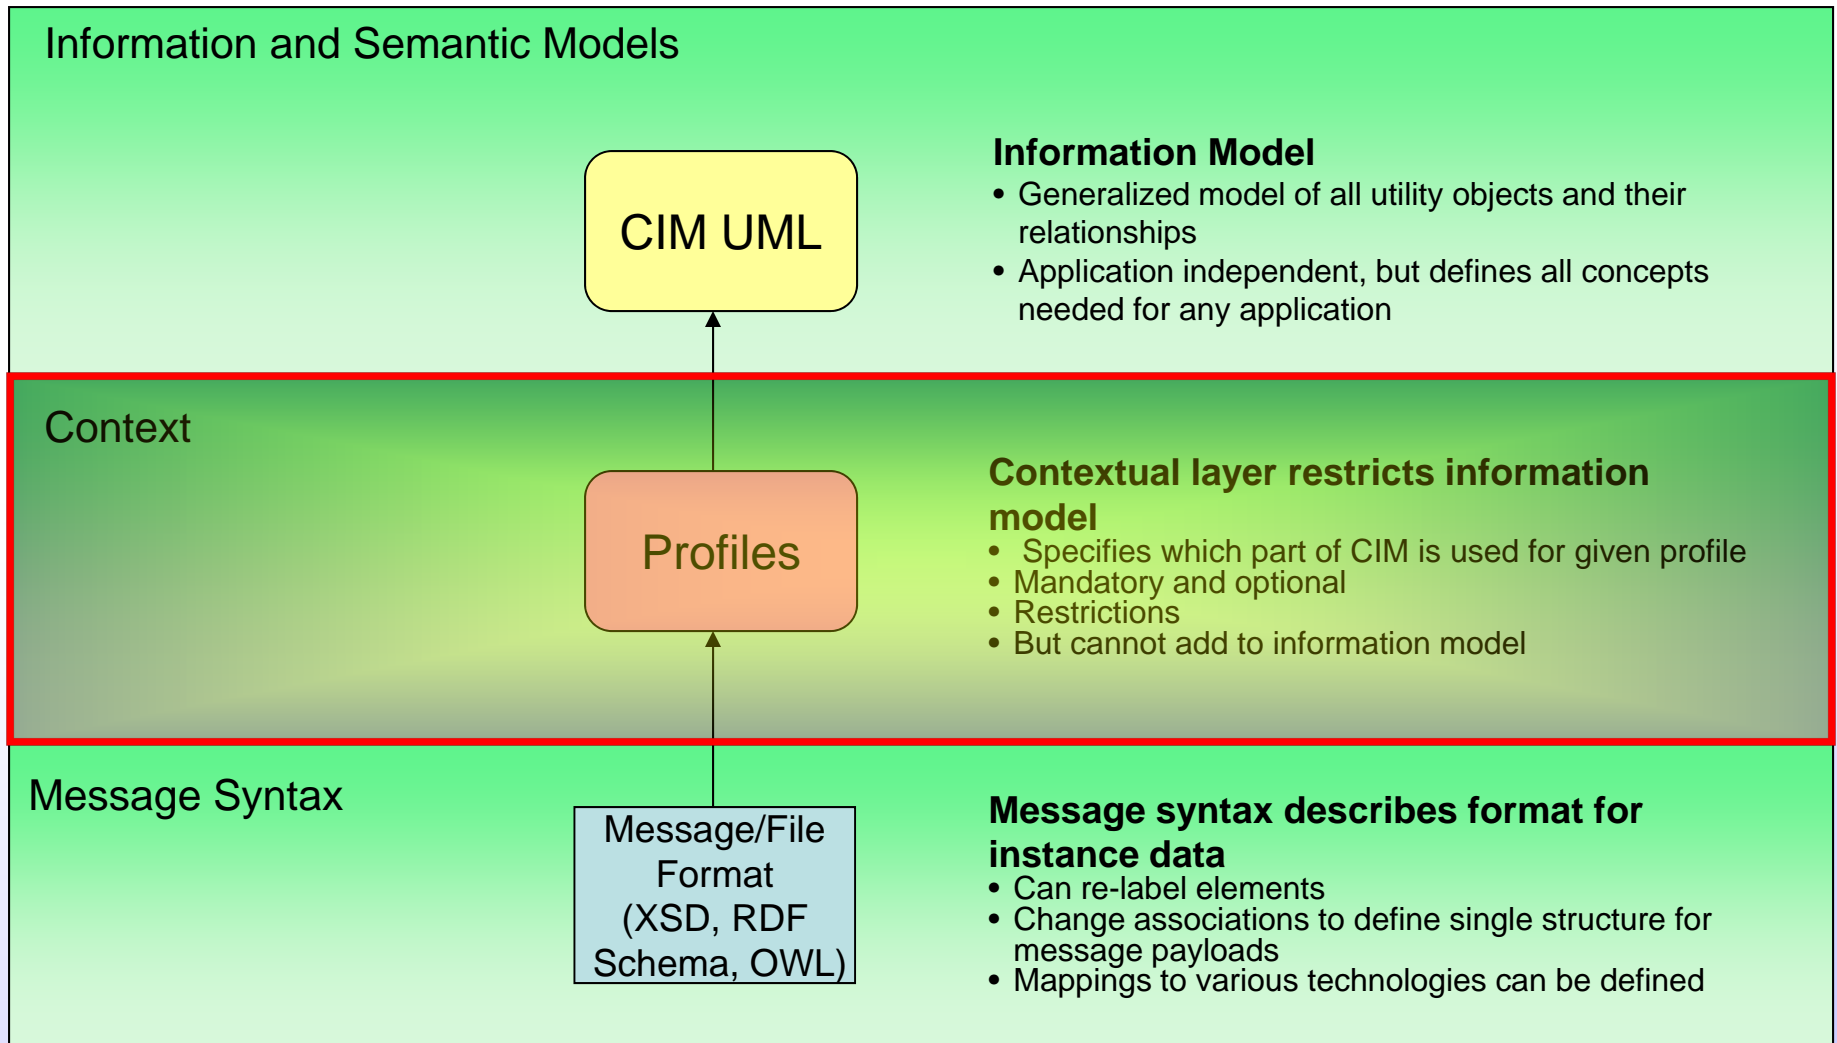 Information and Semantic Models
CIM UML
Information Model
• Generalized model of all utility objects and their
relationships
• Application independent, but defines all concepts
needed for any application
Context
Profiles
Contextual layer restricts information
model
• Specifies which part of CIM is used for given profile
• Mandatory and optional
• Restrictions
• But cannot add to information model
Message Syntax
Message/File
Format
(XSD, RDF
Schema, OWL)
Message syntax describes format for
instance data
• Can re-label elements
• Change associations to define single structure for
message payloads
• Mappings to various technologies can be defined